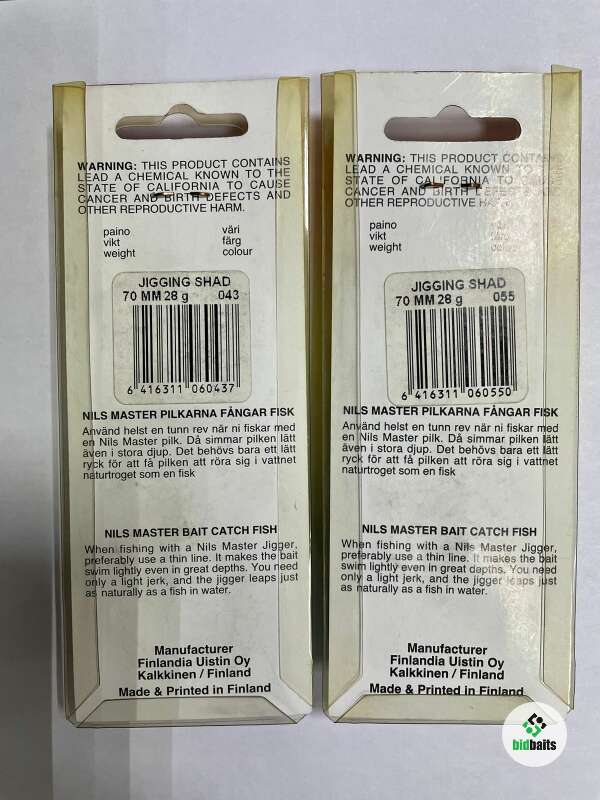 WARNING: THIS PRODUCT CONTAINS
LEAD A CHEMICAL KNOWN TO THE
STATE OF CALIFORNIA TO CAUSE
CANCER AND BIRTH DEFECTS AND
OTHER REPRODUCTIVE HARM.
paino väri
vikt färg
weight colour
JIGGING SHAD
70 MM 28 g 043
6 416311 060437
NILS MASTER PILKARNA FÅNGAR FISK
Använd helst en tunn rev när ni fiskar med
en Nils Master pilk. Då simmar pilken lätt
även i stora djup. Det behövs bara ett lätt
ryck för att få pilken att röra sig i vattnet
naturtroget som en fisk
NILS MASTER BAIT CATCH FISH
When fishing with a Nils Master Jigger,
preferably use a thin line. It makes the bait
swim lightly even in great depths. You need
only a light jerk, and the jigger leaps just
as naturally as a fish in water.
Manufacturer
Finlandia Uistin Oy
Kalkkinen / Finland
Made & Printed in Finland
WARNING: THIS PRODUCT CONTAINS
LEAD A CHEMICAL KNOWN TO
STATE OF CALIFORNIA TO CAUSE
CANCER AND BIRTH DEFECTS
OTHER REPRODUCTIVE
paino väri
vikt färg
weight colour
JIGGING SHAD
70 MM 28 g 055
6 416311 060550
NILS MASTER PILKARNA FÅNGAR FISK
Använd helst en tunn rev när ni fiskar med
en Nils Master pilk. Då simmar pilken lätt
även i stora djup. Det behövs bara ett lätt
ryck för att få pilken att röra sig i vattnet
naturtroget som en fisk
NILS MASTER BAIT CATCH FISH
When fishing with a Nils Master Jigger,
preferably use a thin line. It makes the bait
swim lightly even in great depths. You need
only a light jerk, and the jigger leaps just
as naturally as a fish in water.
Manufacturer
Finlandia Uistin Oy
Kalkkinen / Finland
Made & Printed in Finland
bidbaits